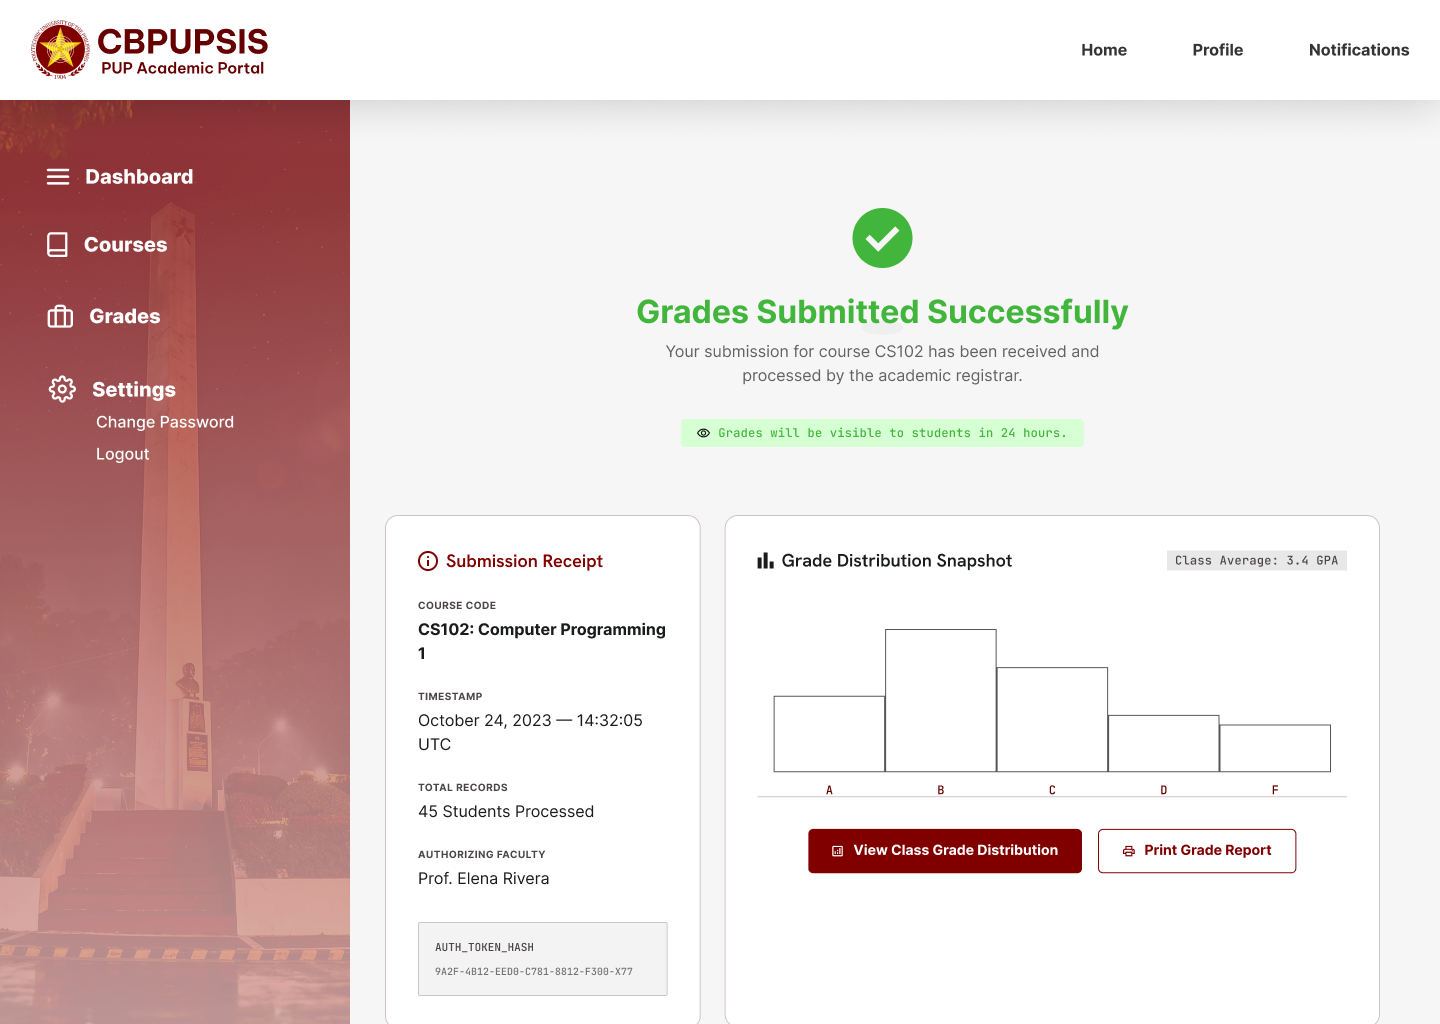 CBPUPSIS
PUP Academic Portal
Home
Profile
Notifications
Dashboard
Courses
Grades
Settings
Change Password
Logout
Grades Submitted Successfully
Your submission for course CS102 has been received and
processed by the academic registrar.
Grades will be visible to students in 24 hours.
Submission Receipt
COURSE CODE
CS102: Computer Programming
1
TIMESTAMP
October 24, 2023 — 14:32:05
UTC
TOTAL RECORDS
45 Students Processed
AUTHORIZING FACULTY
Prof. Elena Rivera
AUTH_TOKEN_HASH
9A2F-4B12-EED0-C781-8812-F300-X77
Grade Distribution Snapshot
Class Average: 3.4 GPA
A
B
C
D
F
View Class Grade Distribution
Print Grade Report